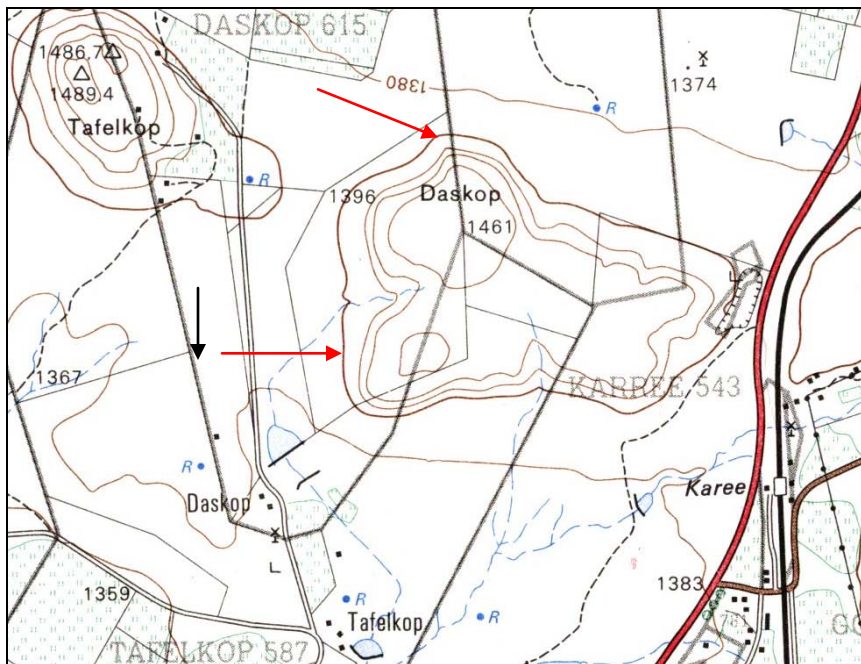 DASKOP 615
1486.7
1489.4
Tafelkop
1380
1374
R
R
1396
Daskop
1461
1367
KARREE 543
R
Daskop
Karee
1383
1359
R
Tafelkop
R
781
TAFELKOP 587